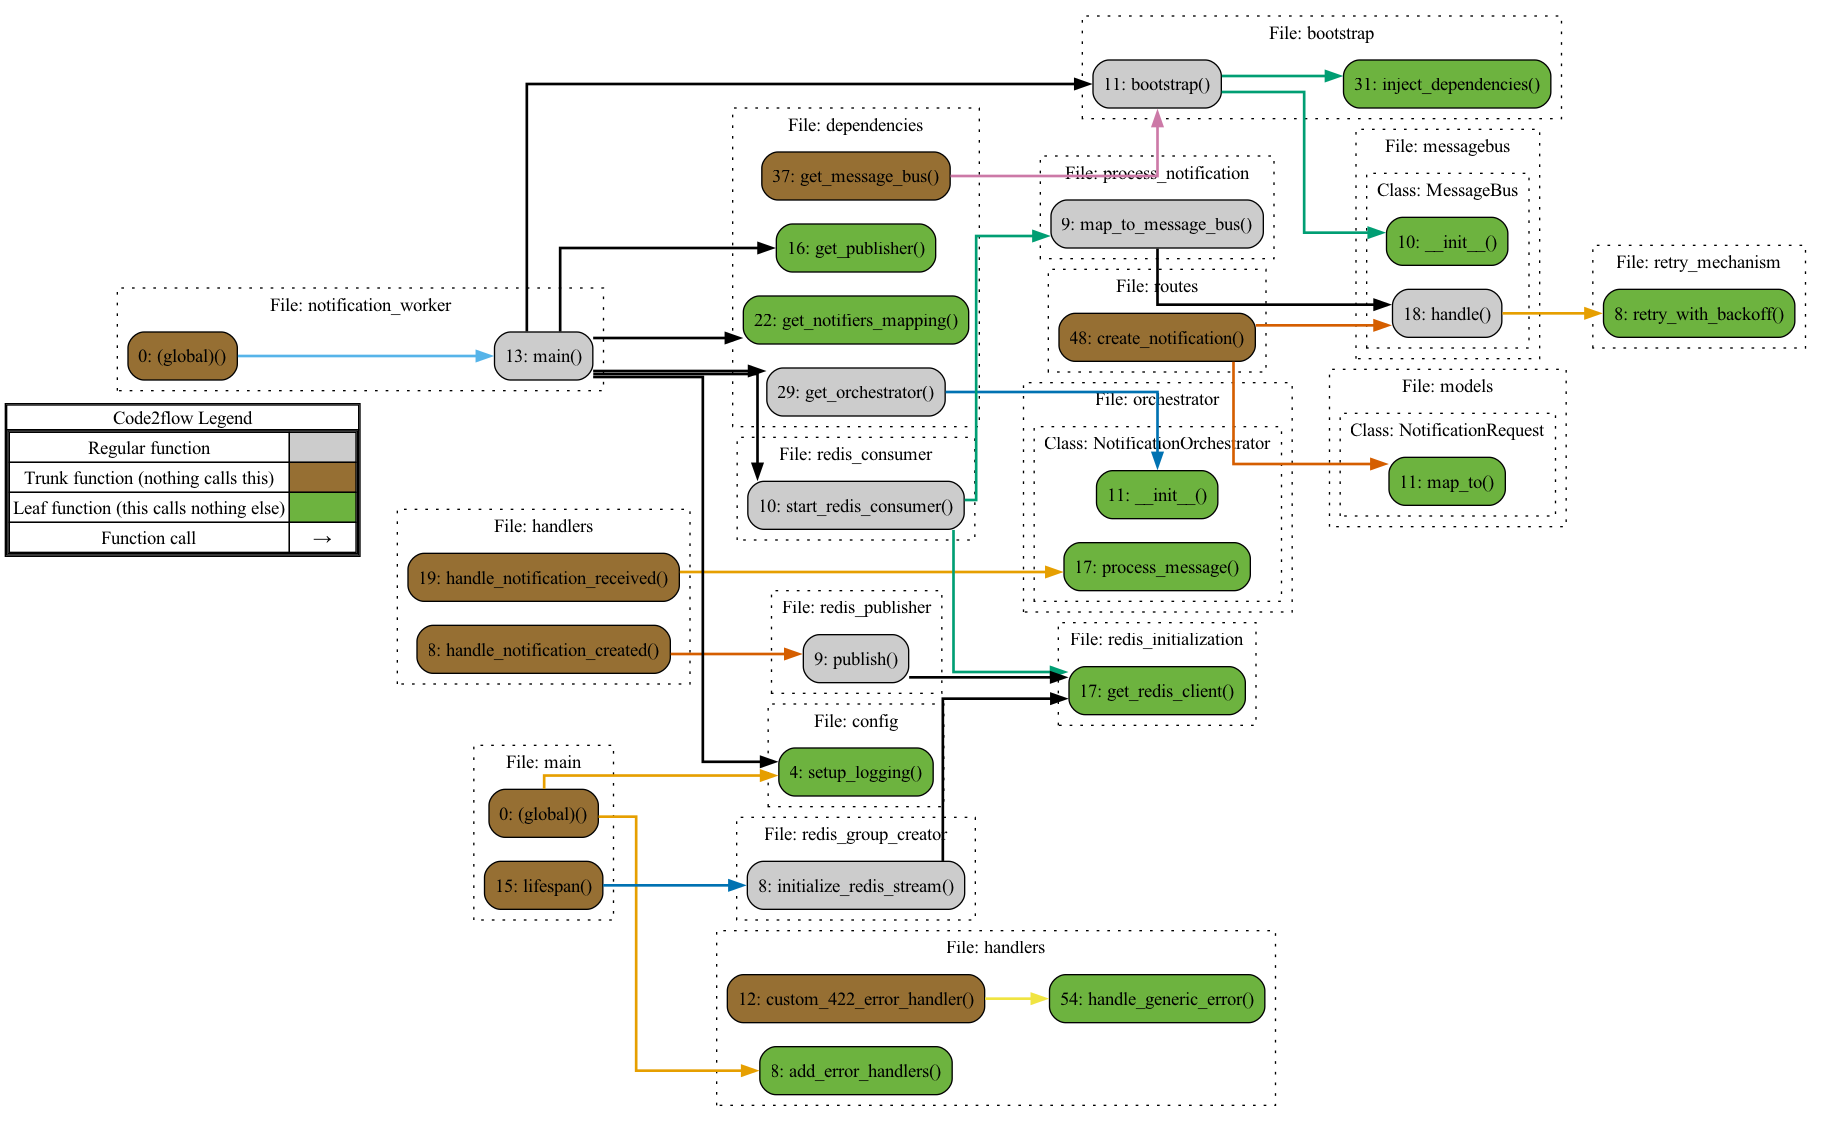 File: bootstrap
11: bootstrap()
31: inject_dependencies()
File: dependencies
37: get_message_bus()
16: get_publisher()
22: get_notifiers_mapping()
29: get_orchestrator()
File: process_notification
9: map_to_message_bus()
File: messagebus
Class: MessageBus
10: __init__()
18: handle()
File: retry_mechanism
8: retry_with_backoff()
File: routes
48: create_notification()
File: notification_worker
0: (global)()
13: main()
File: models
Class: NotificationRequest
11: map_to()
File: orchestrator
Class: NotificationOrchestrator
11: __init__()
17: process_message()
Code2flow Legend
Regular function
Trunk function (nothing calls this)
Leaf function (this calls nothing else)
Function call →
File: redis_consumer
10: start_redis_consumer()
File: handlers
19: handle_notification_received()
8: handle_notification_created()
File: redis_publisher
9: publish()
File: redis_initialization
17: get_redis_client()
File: config
4: setup_logging()
File: main
0: (global)()
15: lifespan()
File: redis_group_creator
8: initialize_redis_stream()
File: handlers
12: custom_422_error_handler()
54: handle_generic_error()
8: add_error_handlers()